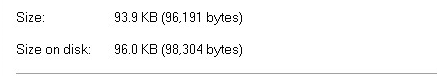 Size: 93.9 KB (96,191 bytes)
Size on disk: 96.0 KB (98,304 bytes)